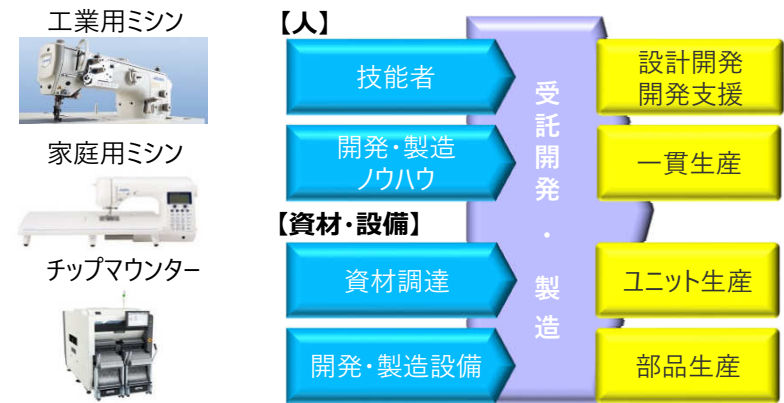 工業用ミシン
家庭用ミシン
チップマウンター
【人】
技能者
開発・製造
ノウハウ
【資材・設備】
資材調達
開発・製造設備
受託開発・製造
設計開発
開発支援
一貫生産
ユニット生産
部品生産